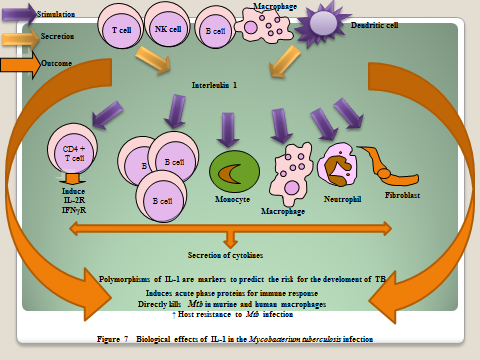 Stimulation
Secretion
Outcome
T cell
NK cell
B cell
Macrophage
Dendritic cell
Interleukin 1
CD4 +
T cell
Induce
IL-2R
IFNγR
B
B cell
B cell
Monocyte
Macrophage
Neutrophil
Fibroblast
Secretion of cytokines
Polymorphisms of IL-1 are markers to predict the risk for the develoment of TB
Induces acute phase proteins for immune response
Directly kills Mtb in murine and human macrophages
↑ Host resistance to Mtb infection
Figure 7 Biological effects of IL-1 in the Mycobacterium tuberculosis infection